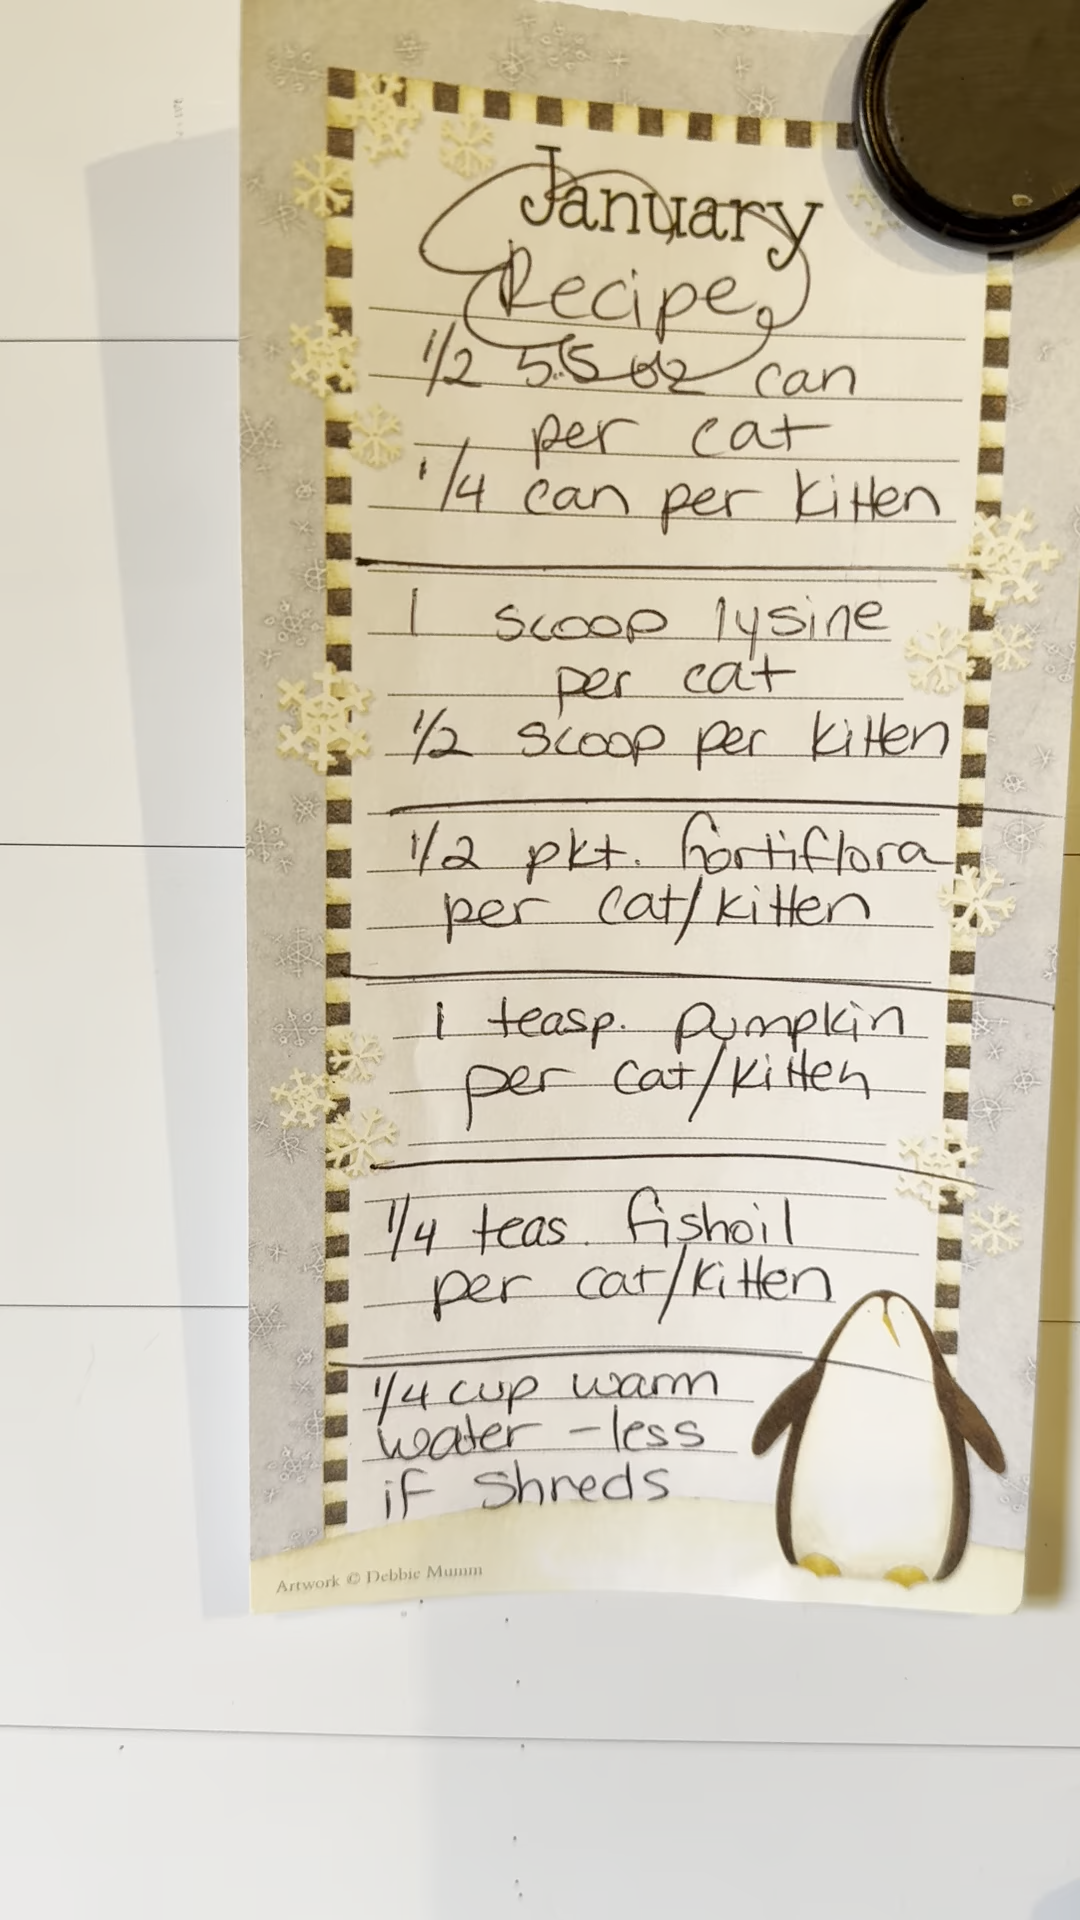 January
Recipe
1/2 5.5 oz can
per cat
1/4 can per kitten
1 scoop lysine
per cat
1/2 scoop per kitten
1/2 pkt. fortiflora
per cat/kitten
1 teasp. pumpkin
per cat/kitten
1/4 teas. fishoil
per cat/kitten
1/4 cup warm
water - less
if shreds
Artwork © Debbie Mumm